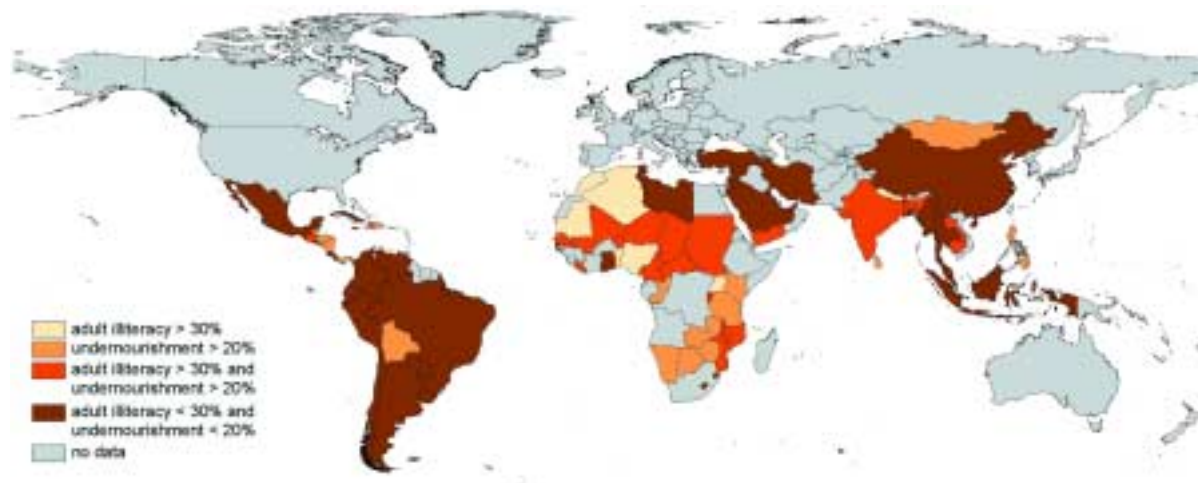 adult illiteracy > 30%
undernourishment > 20%
adult illiteracy > 30% and
undernourishment > 20%
adult illiteracy < 30% and
undernourishment < 20%
no data